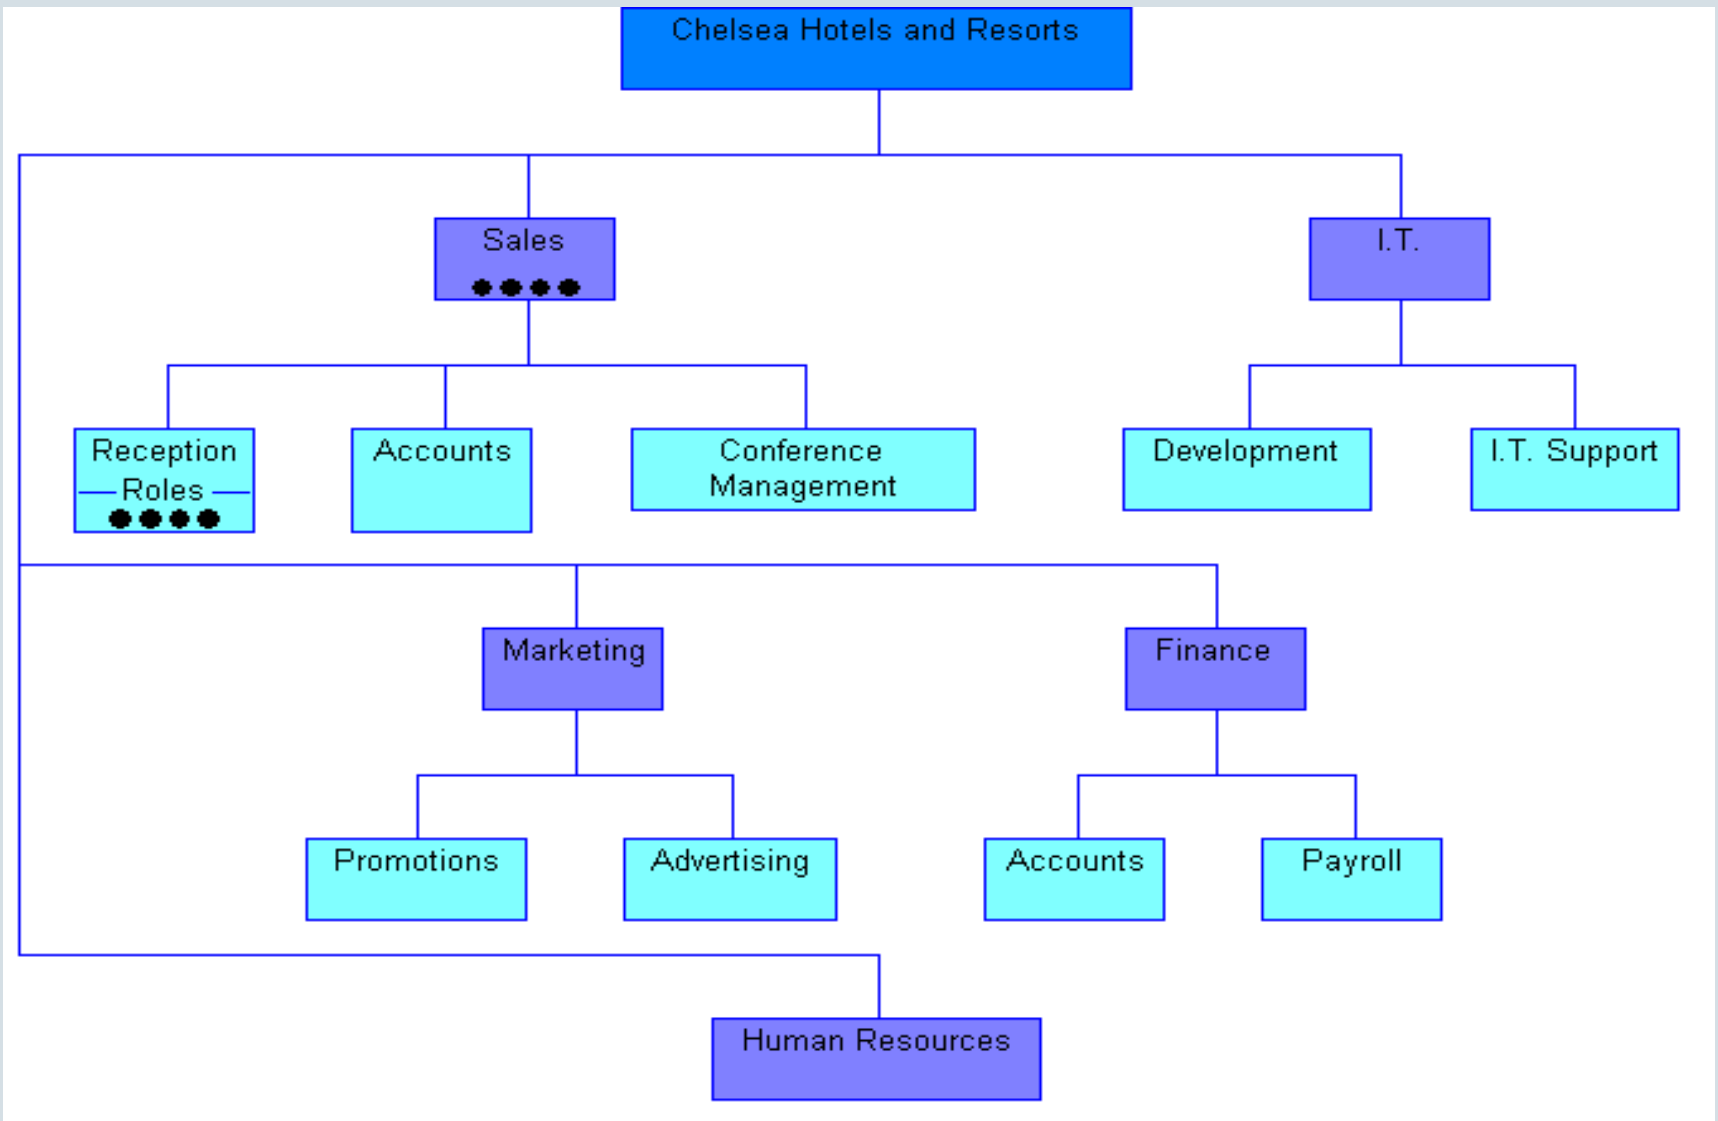 Chelsea Hotels and Resorts
Sales
I.T.
Reception
Roles
Accounts
Conference
Management
Development
I.T. Support
Marketing
Finance
Promotions
Advertising
Accounts
Payroll
Human Resources